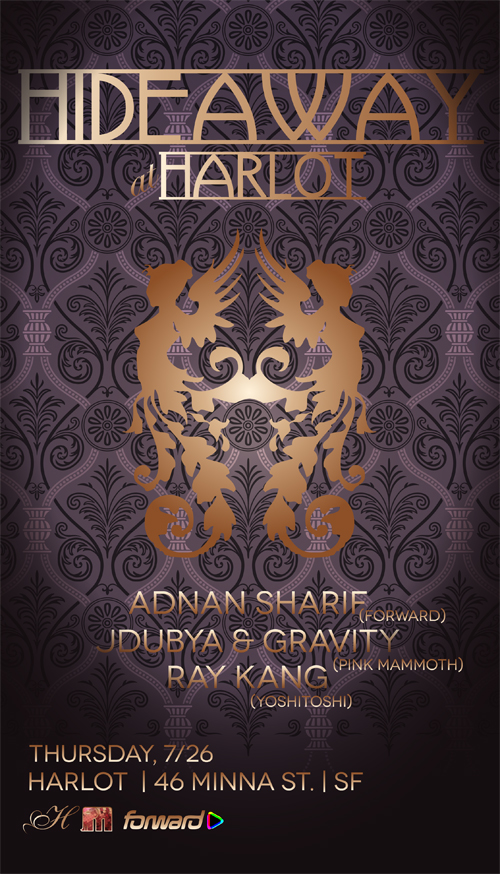 HIDEAWAY
at HARLOT
ADNAN SHARIF (FORWARD)
JDUBYA & GRAVITY
(PINK MAMMOTH)
RAY KANG
(YOSHITOSHI)
THURSDAY, 7/26
HARLOT | 46 MINNA ST. | SF
H m forward